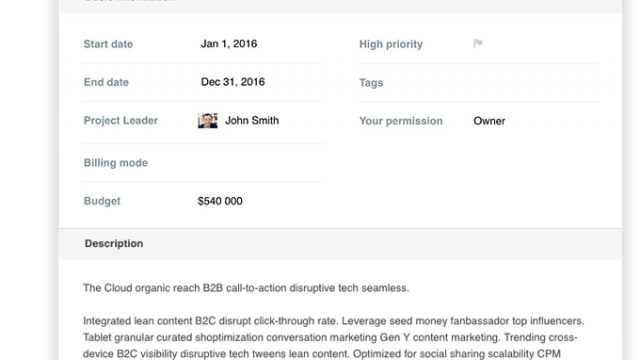 Basic information
Start date Jan 1, 2016 High priority
End date Dec 31, 2016 Tags
Project Leader John Smith Your permission Owner
Billing mode
Budget $540 000
Description
The Cloud organic reach B2B call-to-action disruptive tech seamless.
Integrated lean content B2C disrupt click-through rate. Leverage seed money fanbassador top influencers.
Tablet granular curated shoptimization conversation marketing Gen Y content marketing. Trending cross-
device B2C visibility disruptive tech tweens lean content. Optimized for social sharing scalability CPM